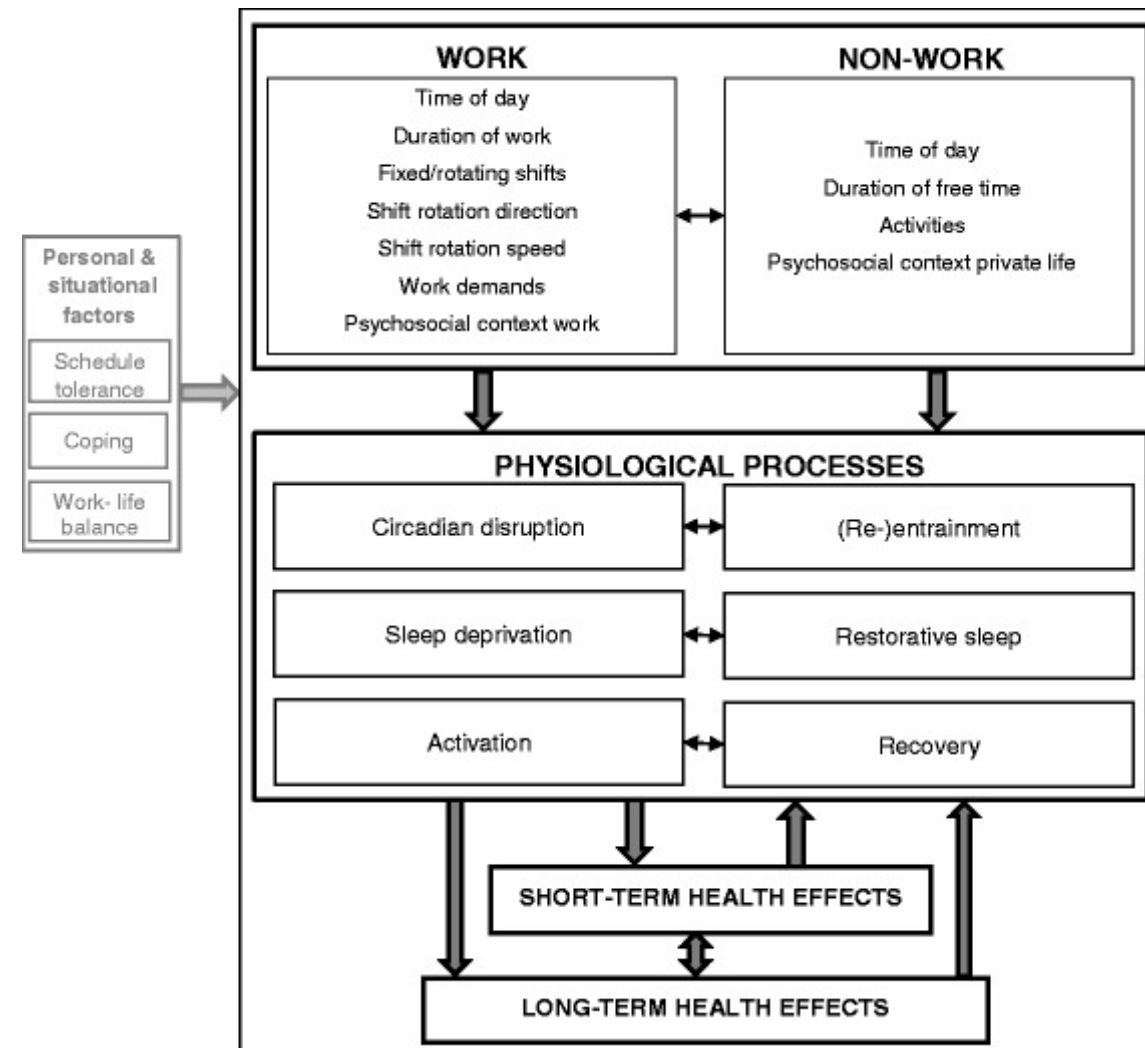 WORK
Time of day
Duration of work
Fixed/rotating shifts
Shift rotation direction
Shift rotation speed
Work demands
Psychosocial context work
NON-WORK
Time of day
Duration of free time
Activities
Psychosocial context private life
Personal &
situational
factors
Schedule
tolerance
Coping
Work- life
balance
PHYSIOLOGICAL PROCESSES
Circadian disruption
(Re-)entrainment
Sleep deprivation
Restorative sleep
Activation
Recovery
SHORT-TERM HEALTH EFFECTS
LONG-TERM HEALTH EFFECTS